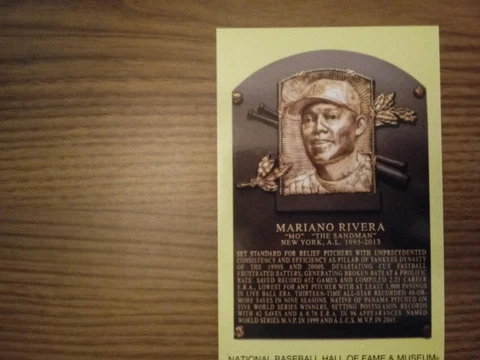 MARIANO RIVERA
"MO" "THE SANDMAN"
NEW YORK, A.L. 1995-2013
SET STANDARD FOR RELIEF PITCHERS WITH UNPRECEDENTED
CONSISTENCY AND EFFICIENCY AS PILLAR OF YANKEES DYNASTY
OF THE 1990S AND 2000S. DEVASTATING CUT FASTBALL
FRUSTRATED BATTERS, GENERATING BROKEN BATS AT A PROLIFIC
RATE. SAVED RECORD 652 GAMES AND COMPILED 2.21 CAREER
E.R.A., LOWEST FOR ANY PITCHER WITH AT LEAST 1,000 INNINGS
IN LIVE BALL ERA. THIRTEEN-TIME ALL-STAR RECORDED 40-OR-
MORE SAVES IN NINE SEASONS. NATIVE OF PANAMA PITCHED ON
FIVE WORLD SERIES WINNERS, SETTING POSTSEASON RECORDS
WITH 42 SAVES AND A 0.70 E.R.A. IN 96 APPEARANCES. NAMED
WORLD SERIES M.V.P. IN 1999 AND A.L.C.S. M.V.P. IN 2003.
NATIONAL BASEBALL HALL OF FAME & MUSEUM